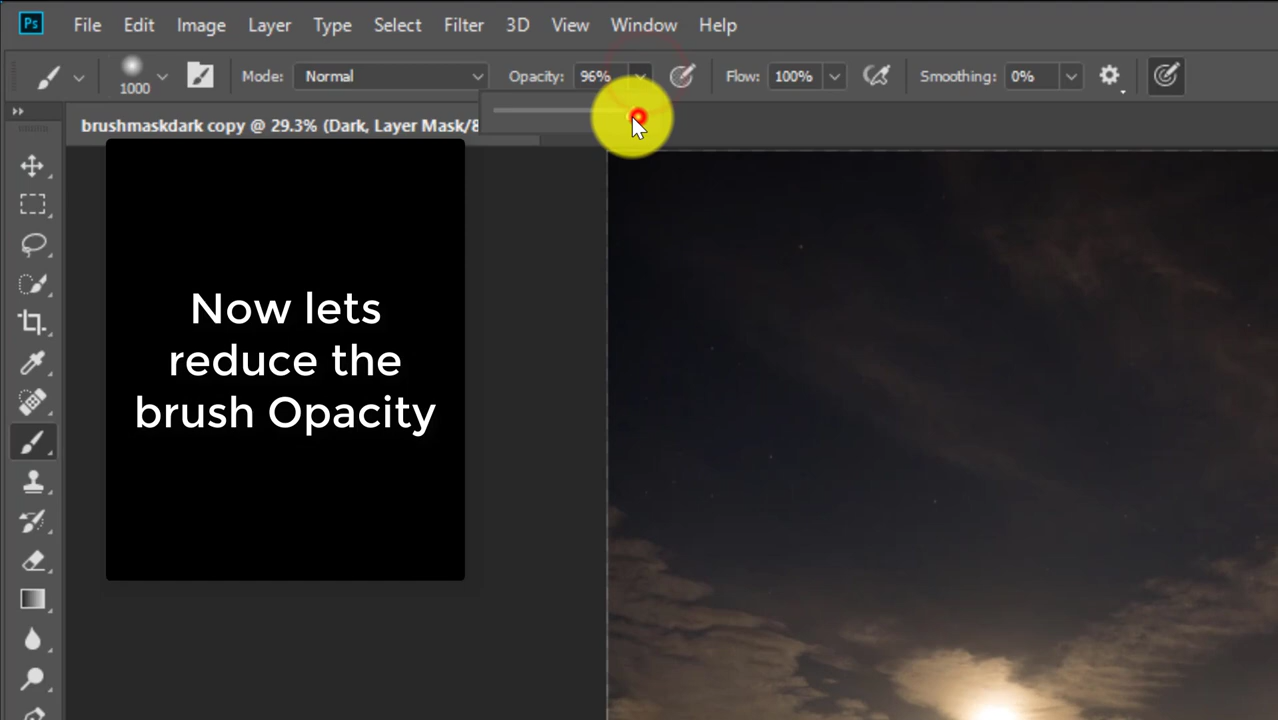 Ps File Edit Image Layer Type Select Filter 3D View Window Help
1000 Mode: Normal Opacity: 96% Flow: 100% Smoothing: 0%
brushmaskdark copy @ 29.3% (Dark, Layer Mask/8
Now lets
reduce the
brush Opacity